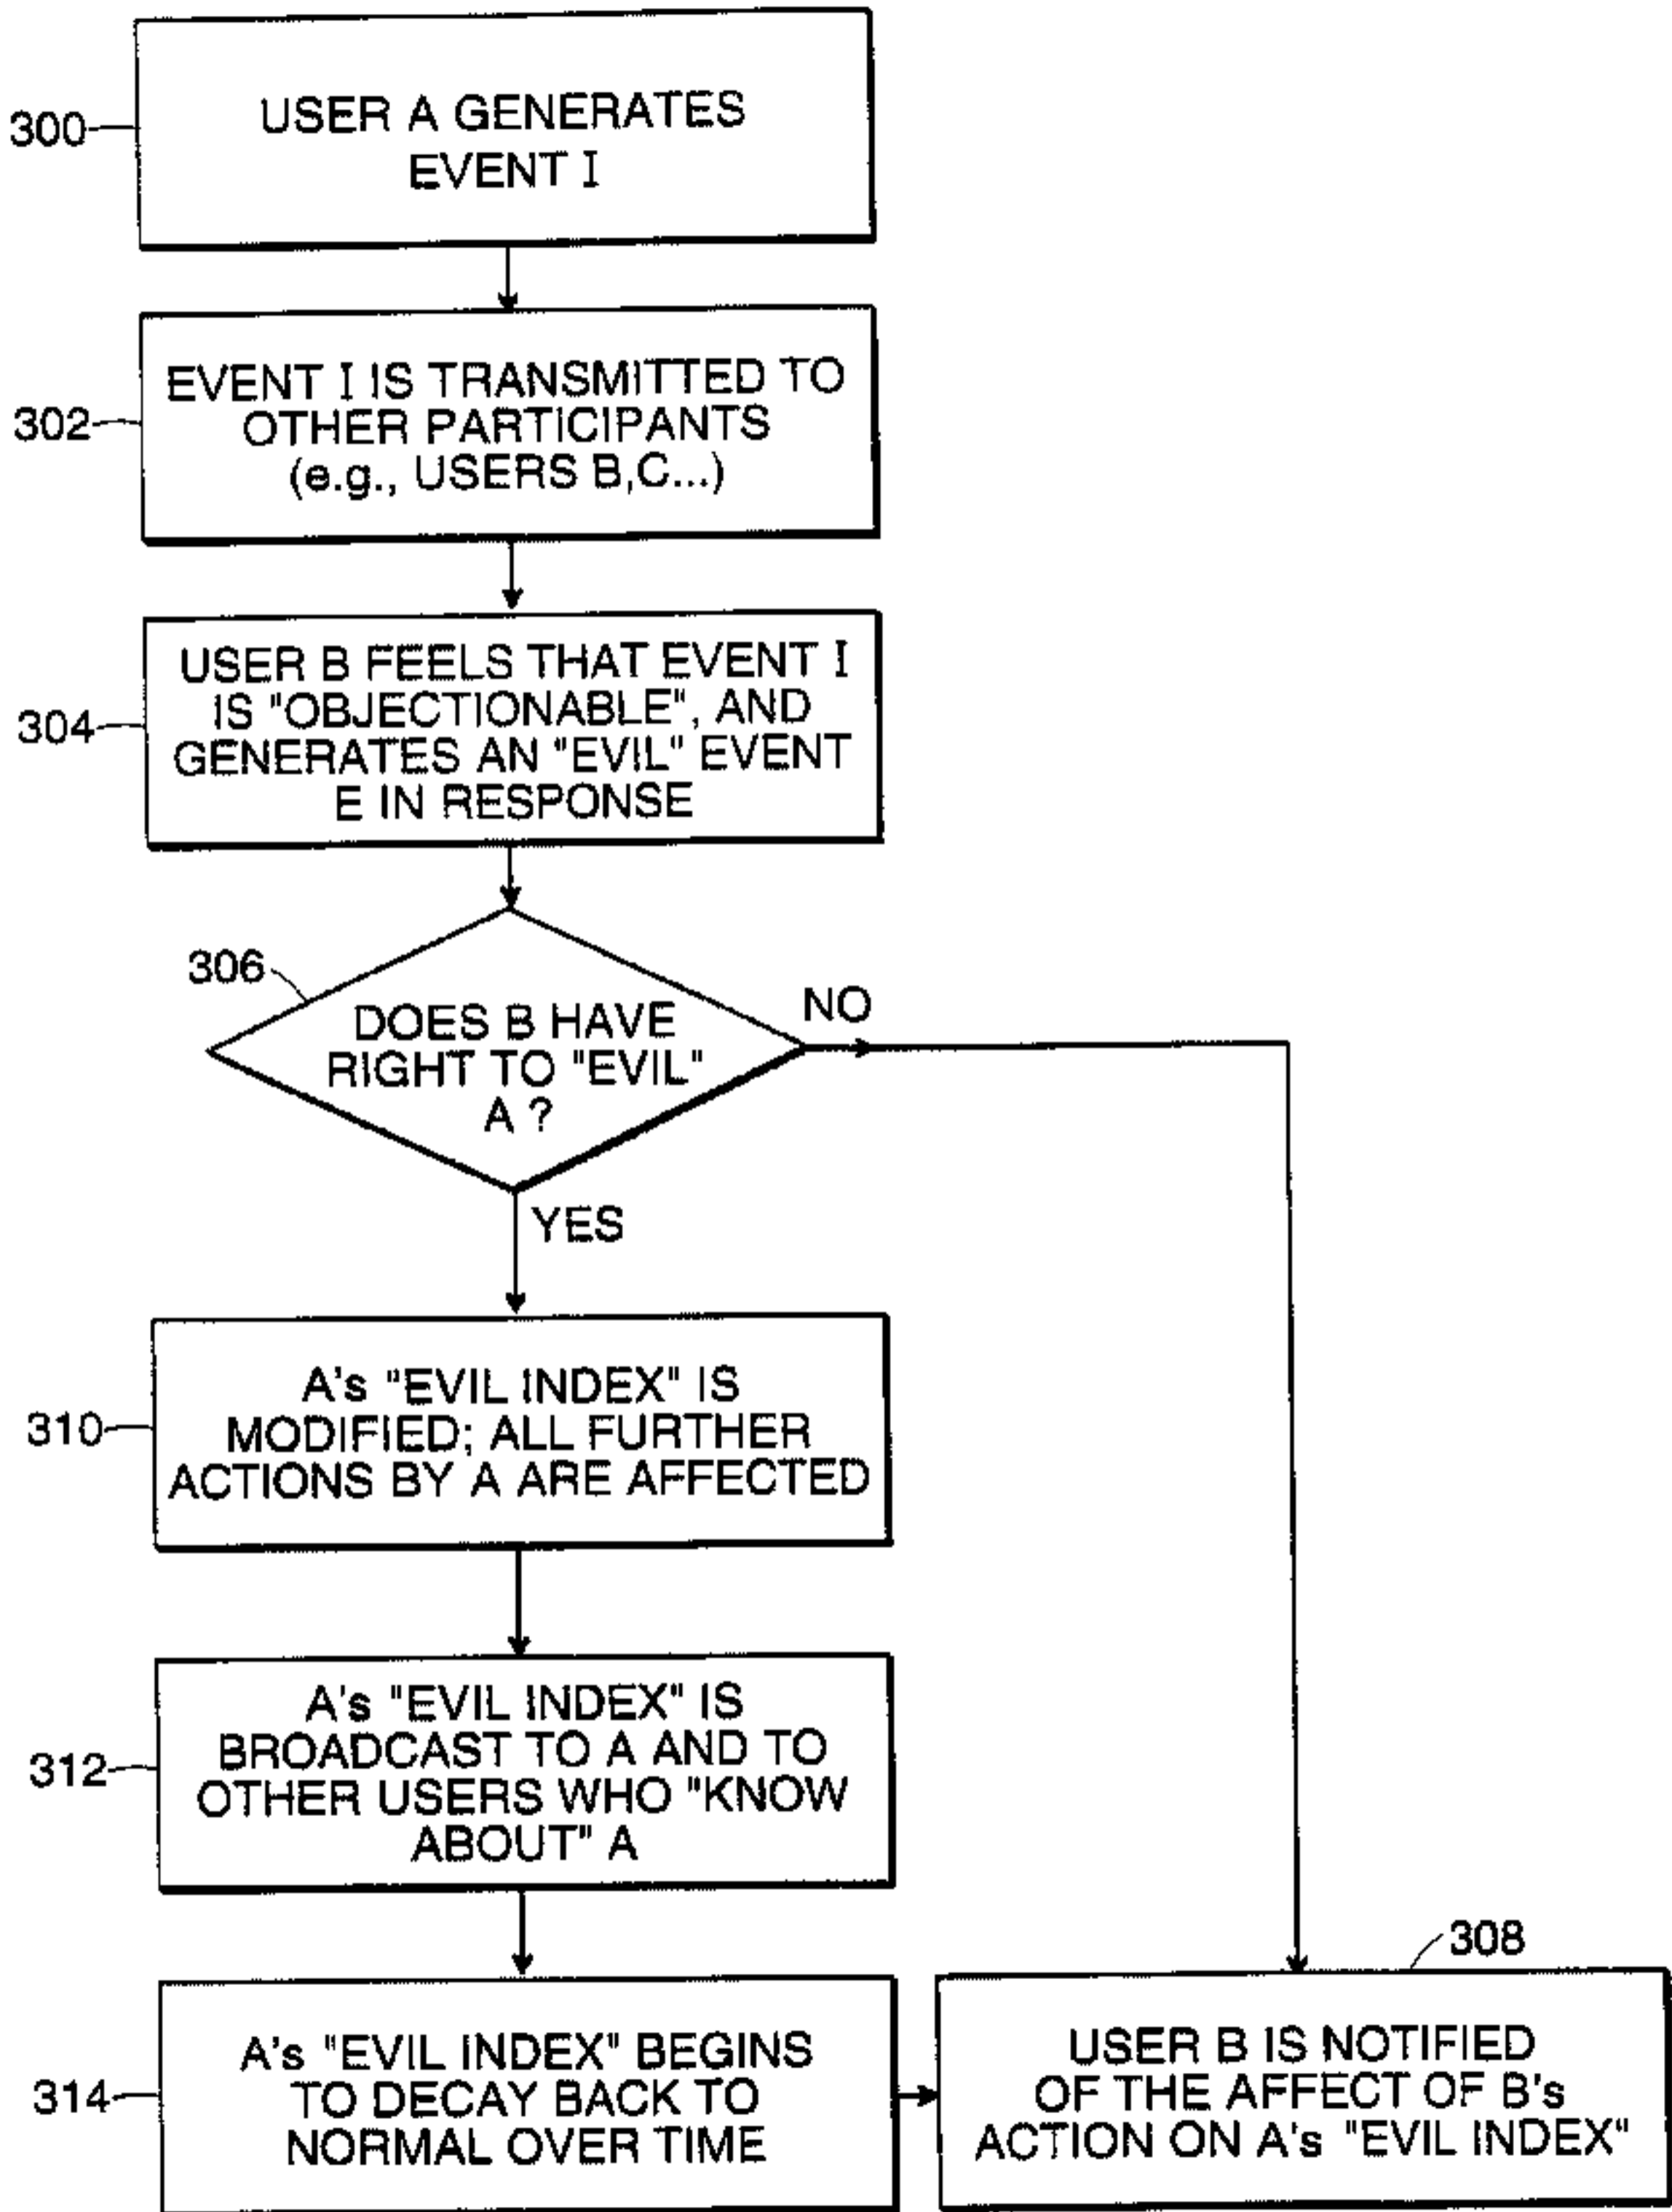 300
USER A GENERATES
EVENT I
302
EVENT I IS TRANSMITTED TO
OTHER PARTICIPANTS
(e.g., USERS B,C...)
304
USER B FEELS THAT EVENT I
IS "OBJECTIONABLE", AND
GENERATES AN "EVIL" EVENT
E IN RESPONSE
306
DOES B HAVE
RIGHT TO "EVIL"
A ?
NO
YES
310
A's "EVIL INDEX" IS
MODIFIED; ALL FURTHER
ACTIONS BY A ARE AFFECTED
312
A's "EVIL INDEX" IS
BROADCAST TO A AND TO
OTHER USERS WHO "KNOW
ABOUT" A
314
A's "EVIL INDEX" BEGINS
TO DECAY BACK TO
NORMAL OVER TIME
308
USER B IS NOTIFIED
OF THE AFFECT OF B's
ACTION ON A's "EVIL INDEX"